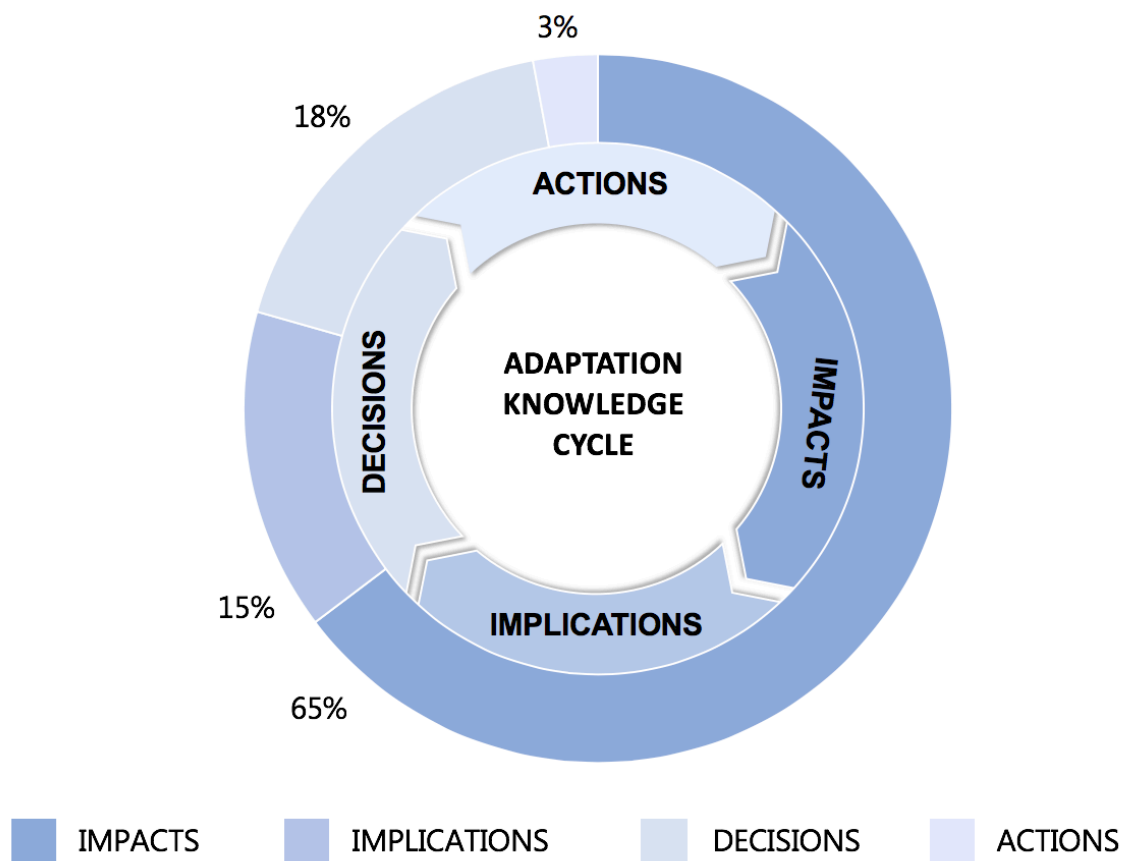 3%
18%
ACTIONS
DECISIONS
ADAPTATION
KNOWLEDGE
CYCLE
IMPACTS
IMPLICATIONS
15%
65%
IMPACTS
IMPLICATIONS
DECISIONS
ACTIONS